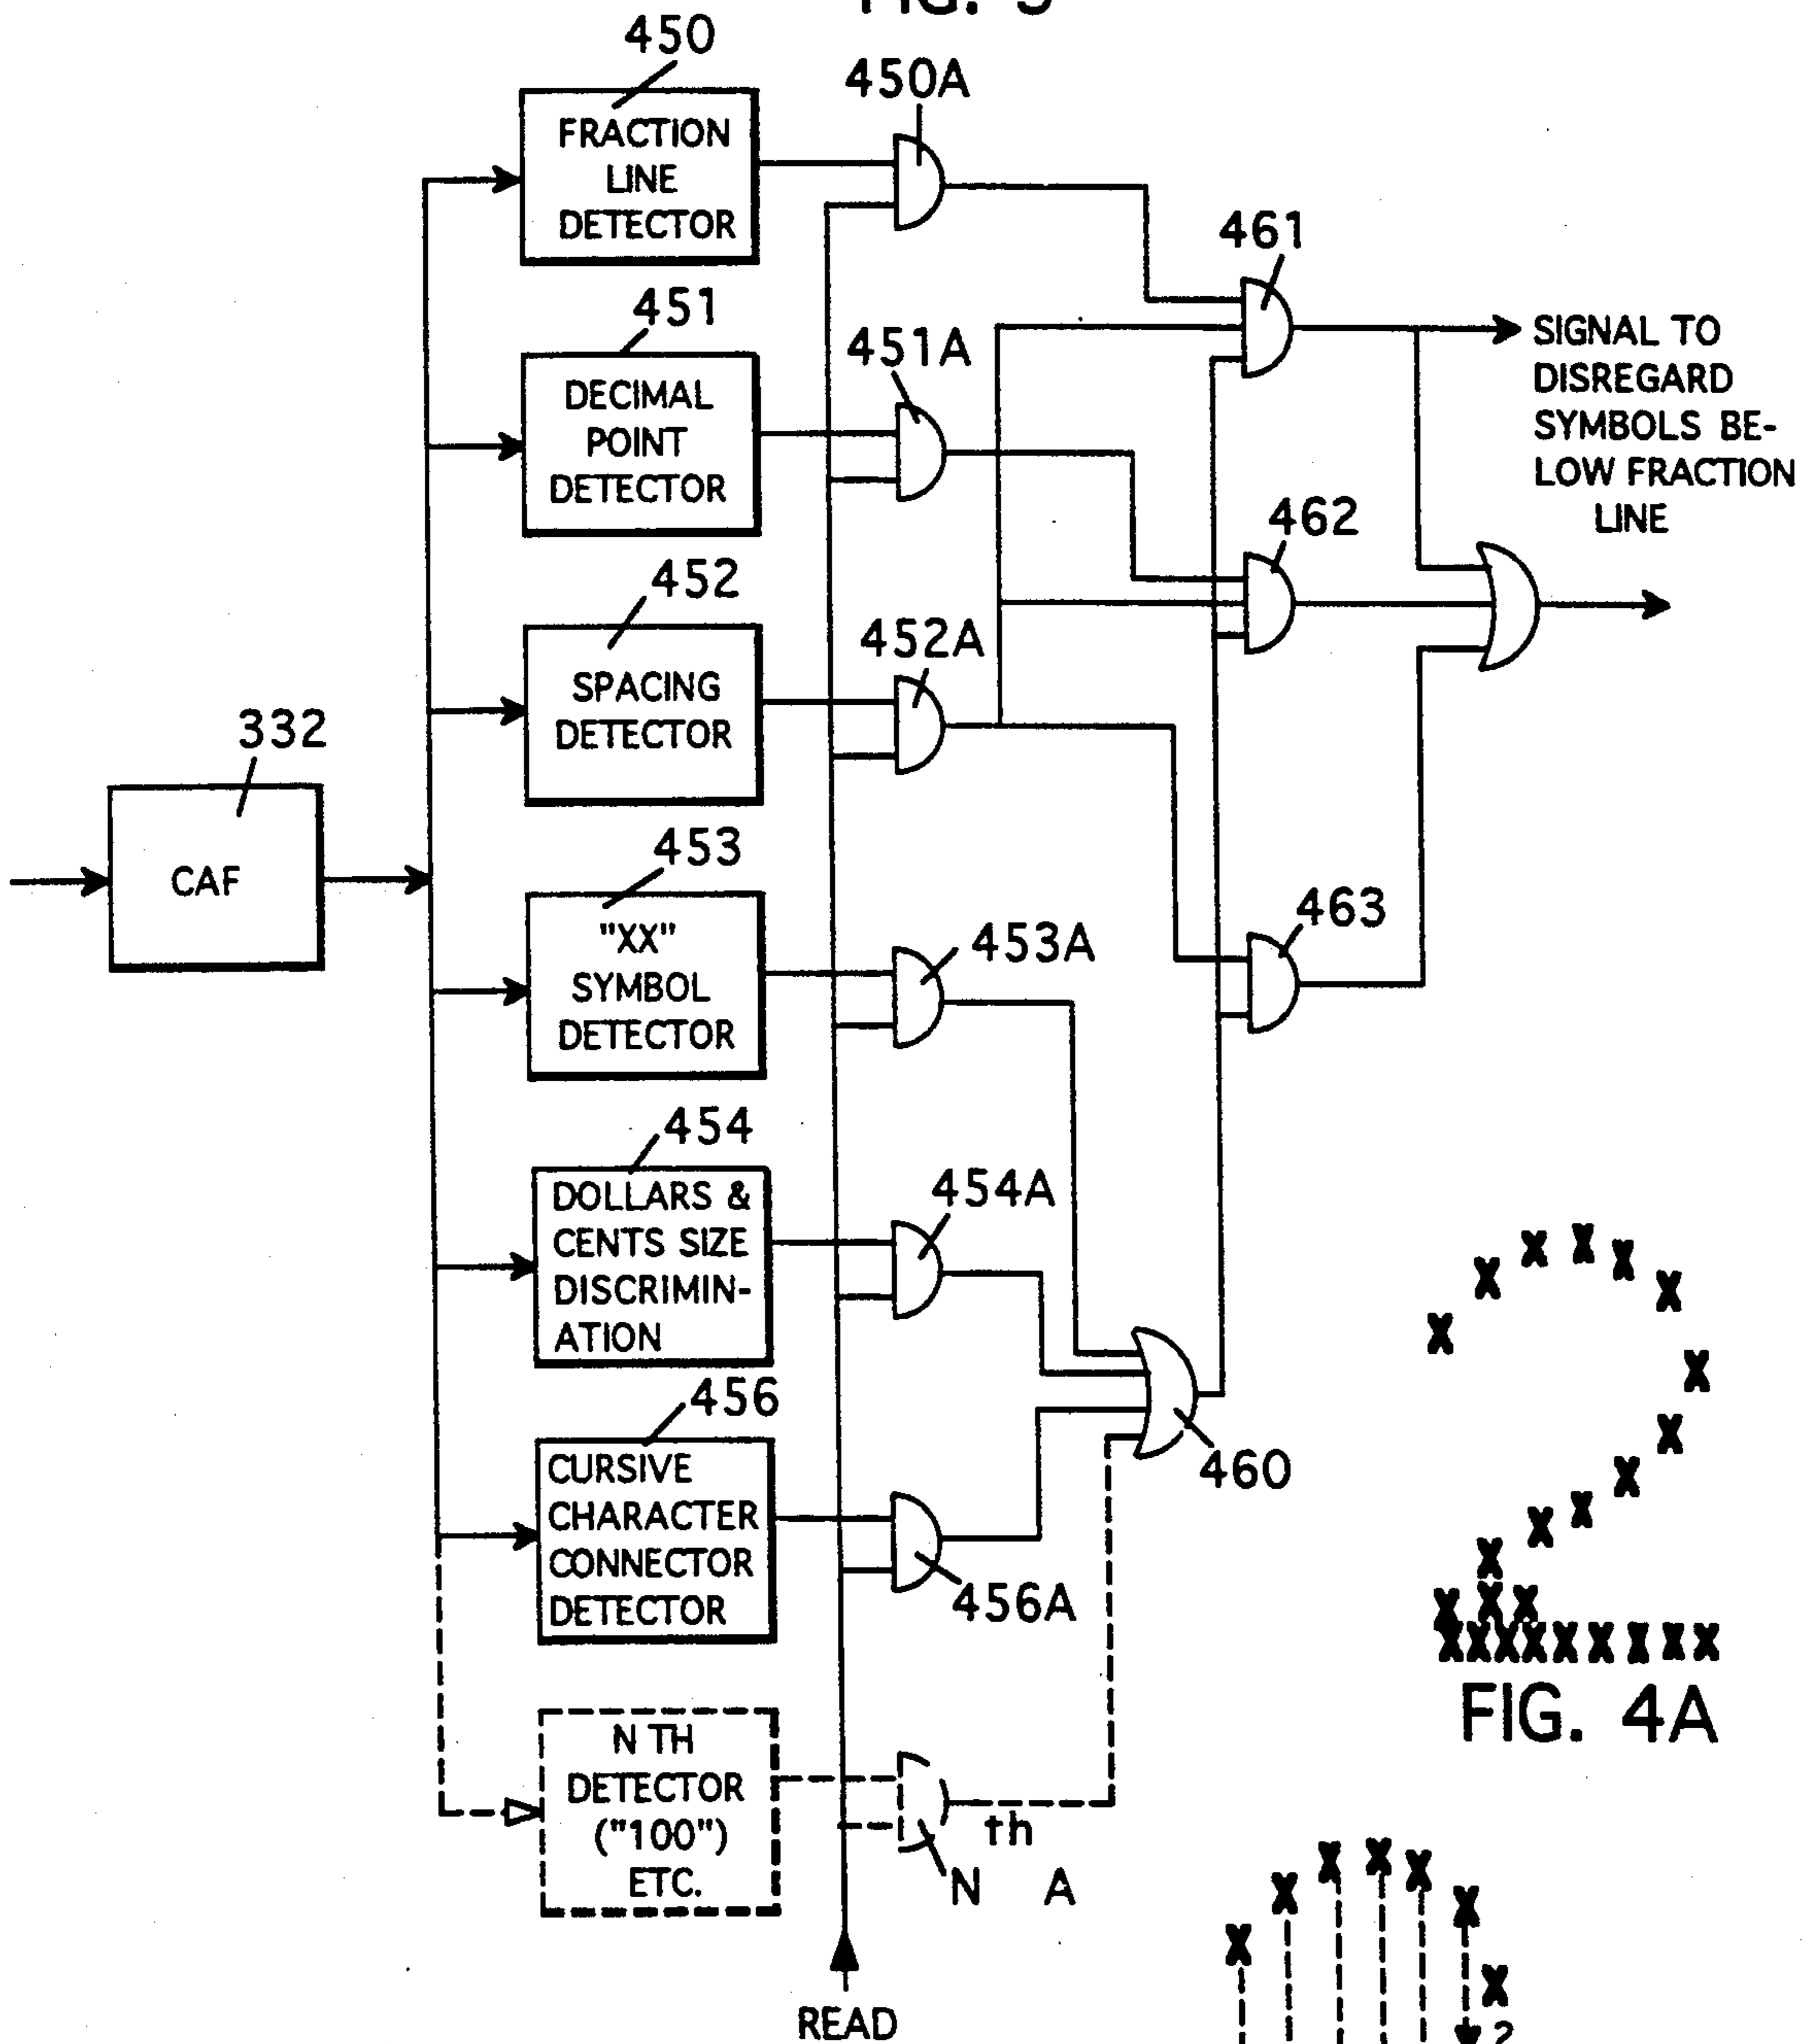 FIG. 5
450
450A
FRACTION
LINE
DETECTOR
461
451
451A
SIGNAL TO
DISREGARD
SYMBOLS BE-
LOW FRACTION
LINE
DECIMAL
POINT
DETECTOR
462
452
452A
SPACING
DETECTOR
332
CAF
453
453A
463
"XX"
SYMBOL
DETECTOR
454
454A
DOLLARS &
CENTS SIZE
DISCRIMIN-
ATION
456
460
CURSIVE
CHARACTER
CONNECTOR
DETECTOR
456A
X X X X X X X X X X X X X X
X X X
X X X X X X X X X
FIG. 4A
N TH
DETECTOR
("100")
ETC.
th
N A
READ
X X X X X X X
X 2